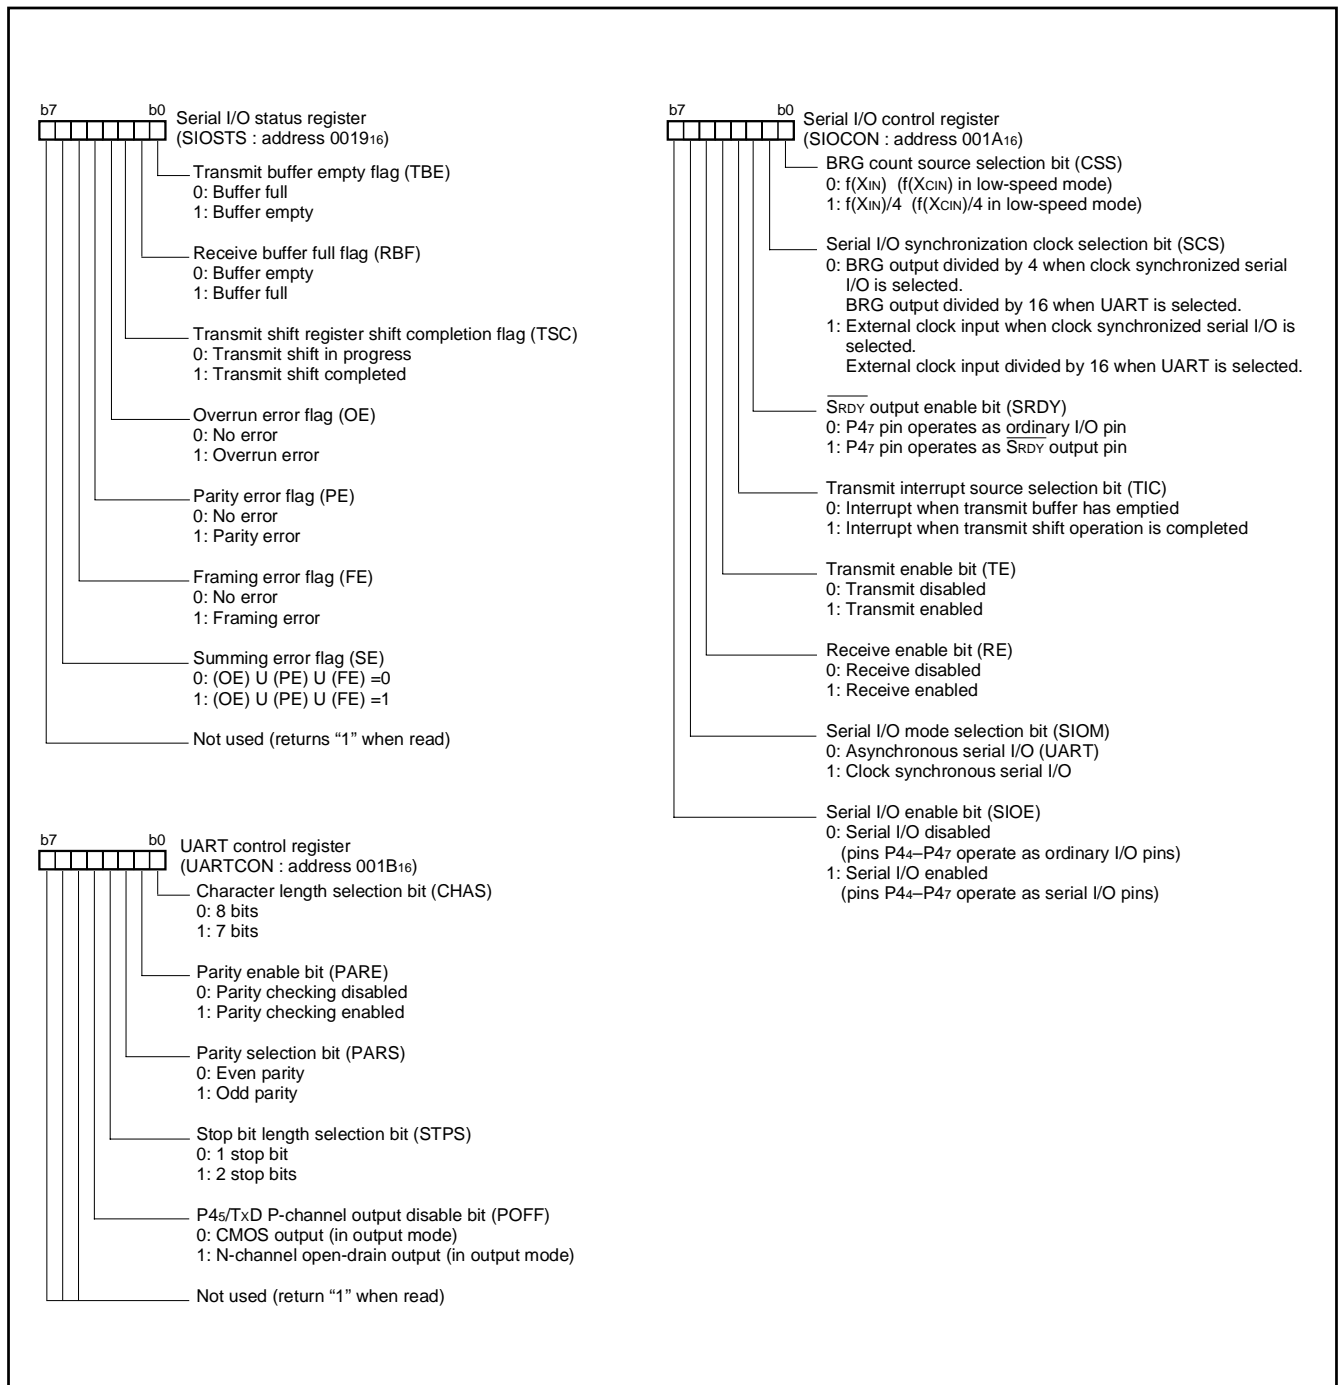 b7 b0
Serial I/O status register
(SIOSTS : address 001916)
Transmit buffer empty flag (TBE)
0: Buffer full
1: Buffer empty
Receive buffer full flag (RBF)
0: Buffer empty
1: Buffer full
Transmit shift register shift completion flag (TSC)
0: Transmit shift in progress
1: Transmit shift completed
Overrun error flag (OE)
0: No error
1: Overrun error
Parity error flag (PE)
0: No error
1: Parity error
Framing error flag (FE)
0: No error
1: Framing error
Summing error flag (SE)
0: (OE) U (PE) U (FE) =0
1: (OE) U (PE) U (FE) =1
Not used (returns “1” when read)
b7 b0
UART control register
(UARTCON : address 001B16)
Character length selection bit (CHAS)
0: 8 bits
1: 7 bits
Parity enable bit (PARE)
0: Parity checking disabled
1: Parity checking enabled
Parity selection bit (PARS)
0: Even parity
1: Odd parity
Stop bit length selection bit (STPS)
0: 1 stop bit
1: 2 stop bits
P45/TxD P-channel output disable bit (POFF)
0: CMOS output (in output mode)
1: N-channel open-drain output (in output mode)
Not used (return “1” when read)
b7 b0
Serial I/O control register
(SIOCON : address 001A16)
BRG count source selection bit (CSS)
0: f(XIN) (f(XCIN) in low-speed mode)
1: f(XIN)/4 (f(XCIN)/4 in low-speed mode)
Serial I/O synchronization clock selection bit (SCS)
0: BRG output divided by 4 when clock synchronized serial
I/O is selected.
BRG output divided by 16 when UART is selected.
1: External clock input when clock synchronized serial I/O is
selected.
External clock input divided by 16 when UART is selected.
SRDY output enable bit (SRDY)
0: P47 pin operates as ordinary I/O pin
1: P47 pin operates as SRDY output pin
Transmit interrupt source selection bit (TIC)
0: Interrupt when transmit buffer has emptied
1: Interrupt when transmit shift operation is completed
Transmit enable bit (TE)
0: Transmit disabled
1: Transmit enabled
Receive enable bit (RE)
0: Receive disabled
1: Receive enabled
Serial I/O mode selection bit (SIOM)
0: Asynchronous serial I/O (UART)
1: Clock synchronous serial I/O
Serial I/O enable bit (SIOE)
0: Serial I/O disabled
(pins P44–P47 operate as ordinary I/O pins)
1: Serial I/O enabled
(pins P44–P47 operate as serial I/O pins)